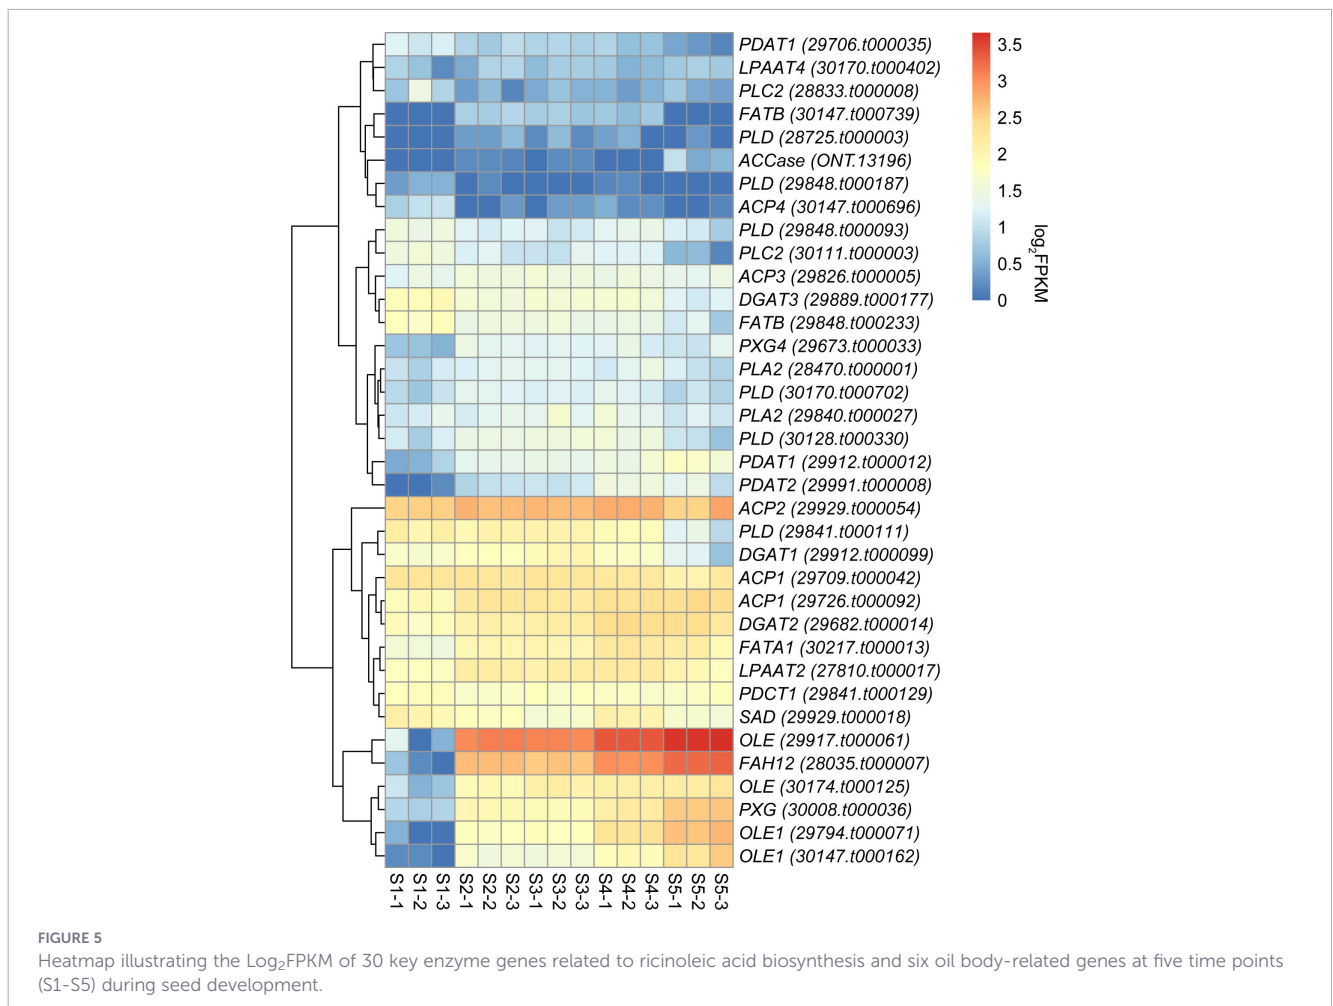 PDAT1 (29706.t000035)
LPAAT4 (30170.t000402)
PLC2 (28833.t000008)
FATB (30147.t000739)
PLD (28725.t000003)
ACCase (ONT.13196)
PLD (29848.t000187)
ACP4 (30147.t000696)
PLD (29848.t000093)
PLC2 (30111.t000003)
ACP3 (29826.t000005)
DGAT3 (29889.t000177)
FATB (29848.t000233)
PXG4 (29673.t000033)
PLA2 (28470.t000001)
PLD (30170.t000702)
PLA2 (29840.t000027)
PLD (30128.t000330)
PDAT1 (29912.t000012)
PDAT2 (29991.t000008)
ACP2 (29929.t000054)
PLD (29841.t000111)
DGAT1 (29912.t000099)
ACP1 (29709.t000042)
ACP1 (29726.t000092)
DGAT2 (29682.t000014)
FATA1 (30217.t000013)
LPAAT2 (27810.t000017)
PDCT1 (29841.t000129)
SAD (29929.t000018)
OLE (29917.t000061)
FAH12 (28035.t000007)
OLE (30174.t000125)
PXG (30008.t000036)
OLE1 (29794.t000071)
OLE1 (30147.t000162)
3.5
3
2.5
2
1.5
1
0.5
0
log₂FPKM
S1-1
S1-2
S1-3
S2-1
S2-2
S2-3
S3-1
S3-2
S3-3
S4-1
S4-2
S4-3
S5-1
S5-2
S5-3
FIGURE 5
Heatmap illustrating the Log₂FPKM of 30 key enzyme genes related to ricinoleic acid biosynthesis and six oil body-related genes at five time points
(S1-S5) during seed development.